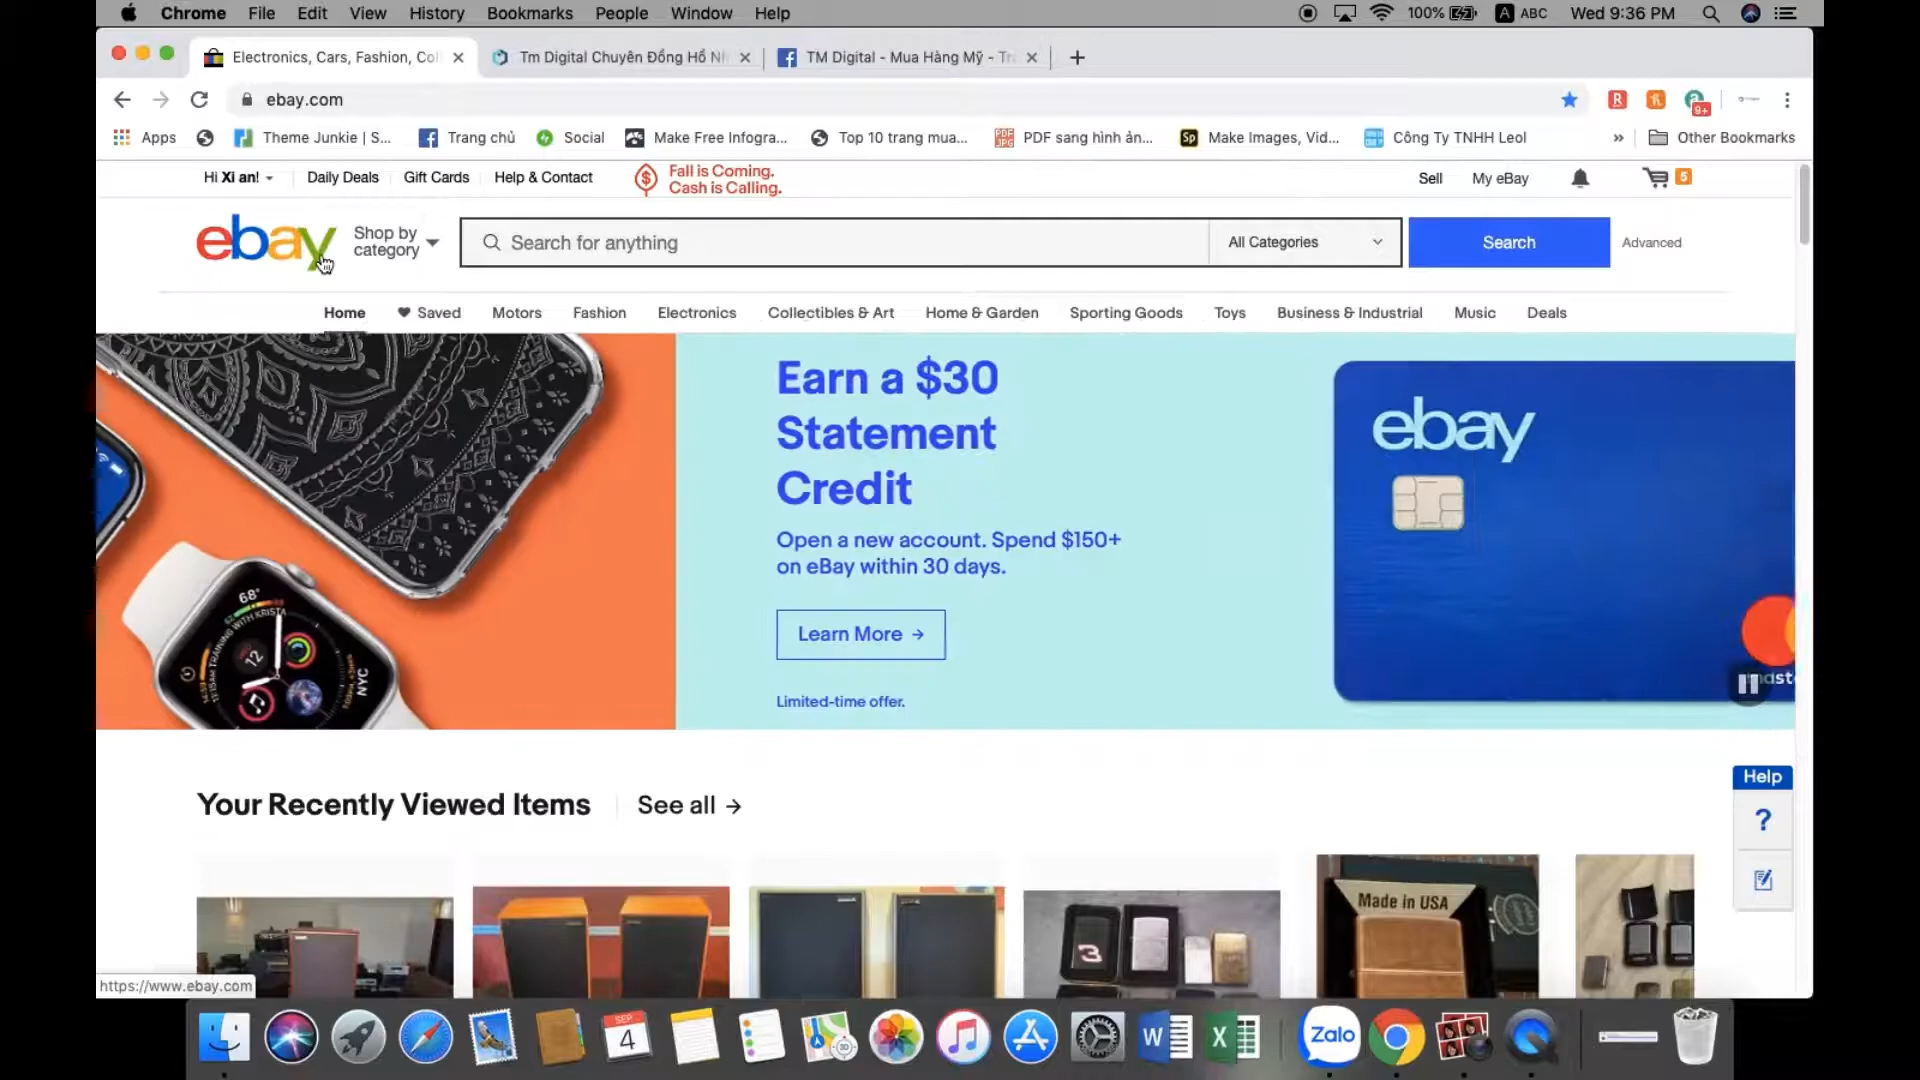 Chrome File Edit View History Bookmarks People Window Help 100% A ABC Wed 9:36 PM
Electronics, Cars, Fashion, Col Tm Digital Chuyên Đồng Hồ Nh TM Digital - Mua Hàng Mỹ - Tr
ebay.com
Apps Theme Junkie | S... Trang chủ Social Make Free Infogra... Top 10 trang mua... PDF sang hình ản... Make Images, Vid... Công Ty TNHH Leol » Other Bookmarks
Hi Xi an! Daily Deals Gift Cards Help & Contact
Fall is Coming.
Cash is Calling.
Sell My eBay 5
ebay
Shop by
category
Search for anything All Categories Search Advanced
Home Saved Motors Fashion Electronics Collectibles & Art Home & Garden Sporting Goods Toys Business & Industrial Music Deals
Earn a $30
Statement
Credit
Open a new account. Spend $150+
on eBay within 30 days.
Learn More →
Limited-time offer.
ebay
68°
TRAINING WITH KRISTA
12
NYC
Your Recently Viewed Items See all →
Help
?
Made in USA
3
https://www.ebay.com
SEP
4
W
X
Zalo